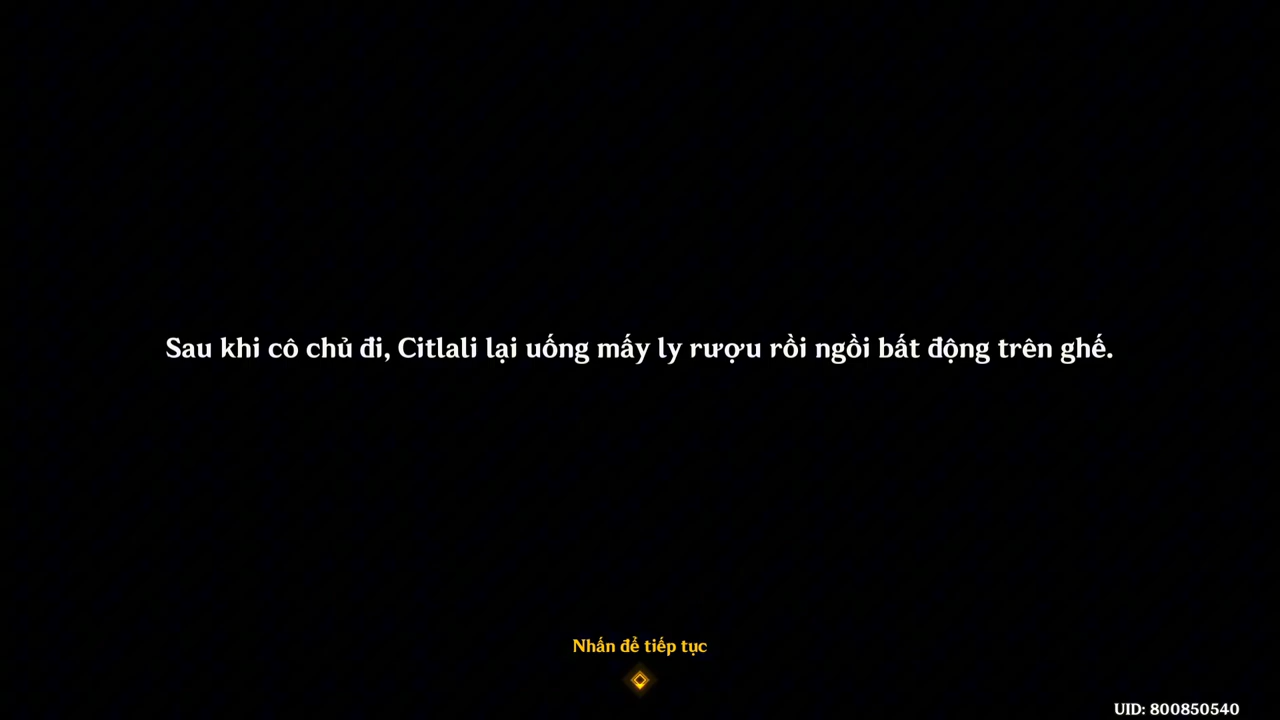 Sau khi cô chủ đi, Citlali lại uống mấy ly rượu rồi ngồi bất động trên ghế.
Nhấn để tiếp tục
UID: 800850540